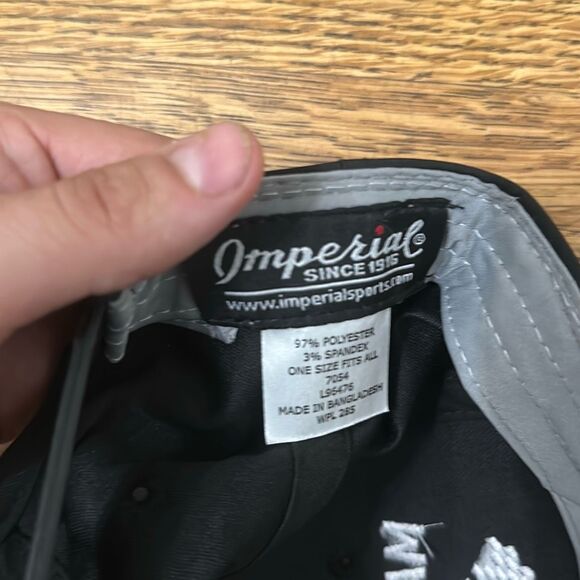 Imperial®
SINCE 1916
www.imperialsports.com
97% POLYESTER
3% SPANDEX
ONE SIZE FITS ALL
7054
L96476
MADE IN BANGLADESH
WPL 285